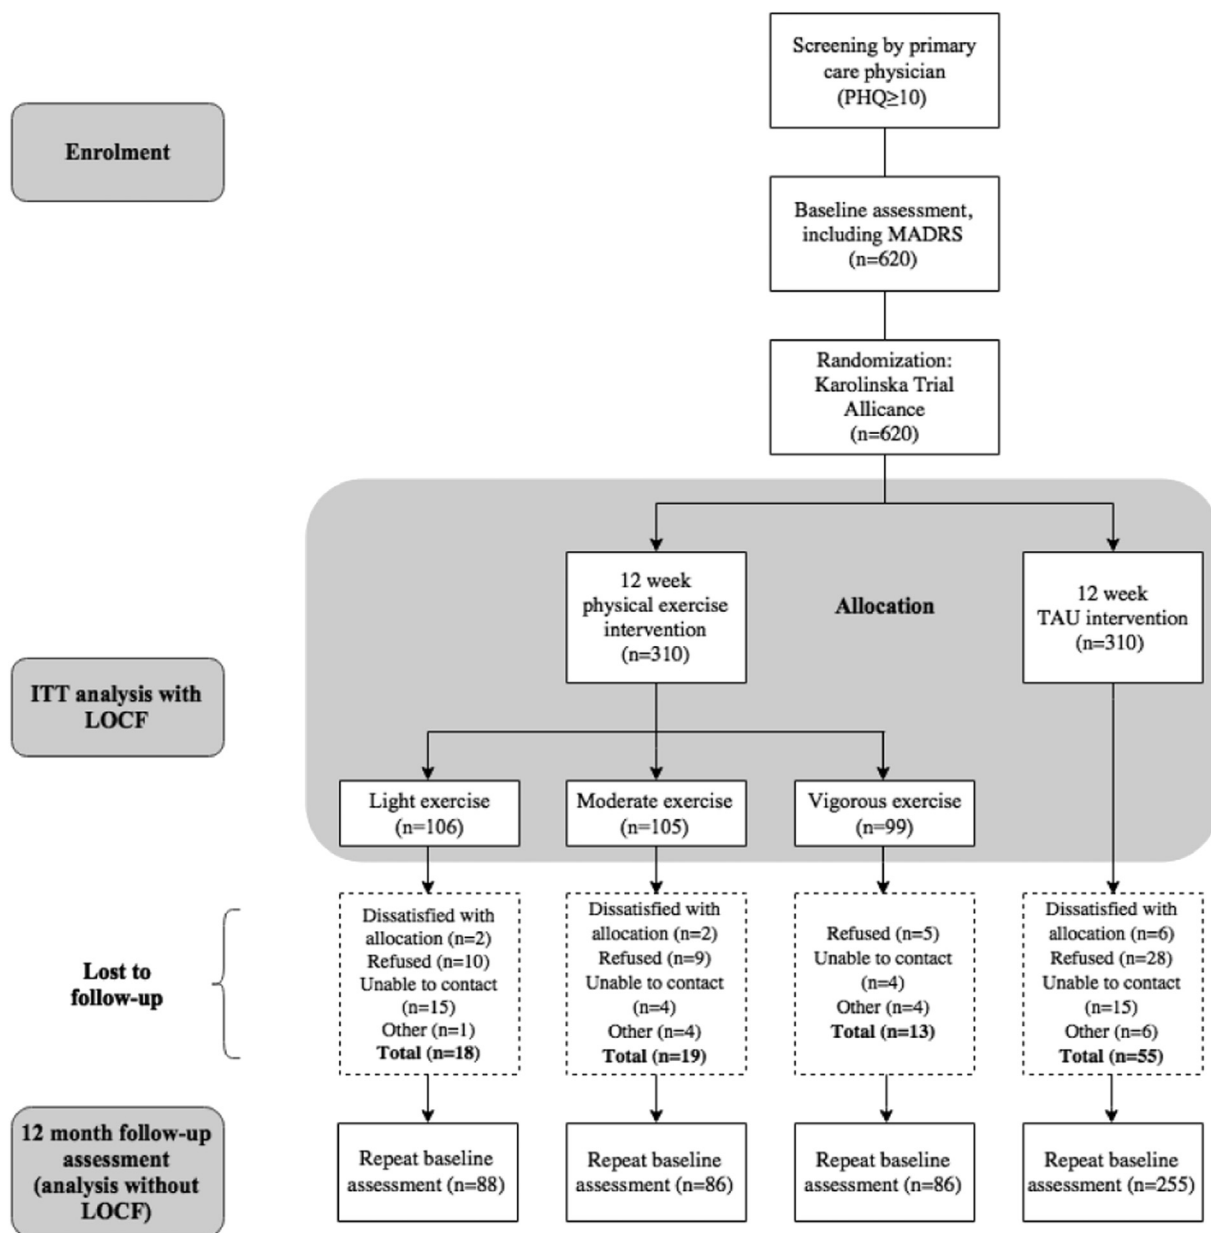 Screening by primary
care physician
(PHQ≥10)
Enrolment
Baseline assessment,
including MADRS
(n=620)
Randomization:
Karolinska Trial
Allicance
(n=620)
12 week
physical exercise
intervention
(n=310)
Allocation
12 week
TAU intervention
(n=310)
ITT analysis with
LOCF
Light exercise
(n=106)
Moderate exercise
(n=105)
Vigorous exercise
(n=99)
Lost to
follow-up
Dissatisfied with
allocation (n=2)
Refused (n=10)
Unable to contact
(n=15)
Other (n=1)
Total (n=18)
Dissatisfied with
allocation (n=2)
Refused (n=9)
Unable to contact
(n=4)
Other (n=4)
Total (n=19)
Refused (n=5)
Unable to contact
(n=4)
Other (n=4)
Total (n=13)
Dissatisfied with
allocation (n=6)
Refused (n=28)
Unable to contact
(n=15)
Other (n=6)
Total (n=55)
12 month follow-up
assessment
(analysis without
LOCF)
Repeat baseline
assessment (n=88)
Repeat baseline
assessment (n=86)
Repeat baseline
assessment (n=86)
Repeat baseline
assessment (n=255)